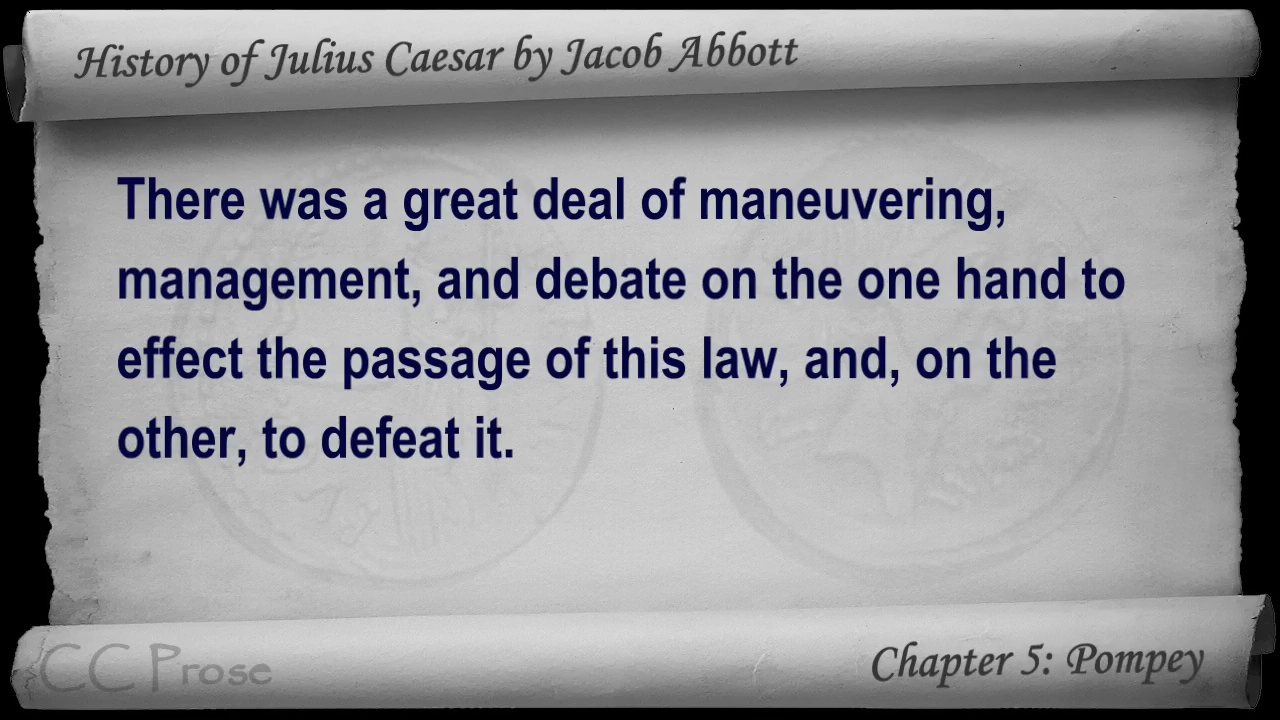 History of Julius Caesar by Jacob Abbott
There was a great deal of maneuvering,
management, and debate on the one hand to
effect the passage of this law, and, on the
other, to defeat it.
CC Prose
Chapter 5: Pompey